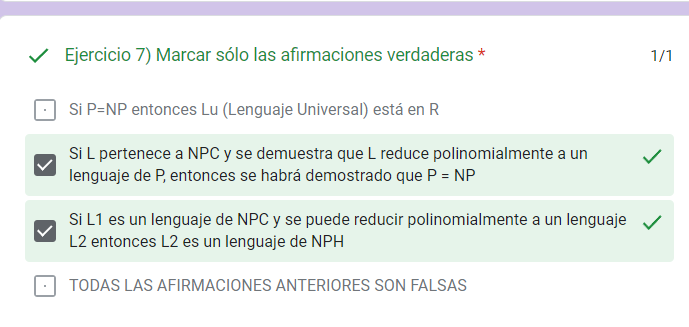 Ejercicio 7) Marcar sólo las afirmaciones verdaderas * 1/1
Si P=NP entonces Lu (Lenguaje Universal) está en R
Si L pertenece a NPC y se demuestra que L reduce polinomialmente a un
lenguaje de P, entonces se habrá demostrado que P = NP
Si L1 es un lenguaje de NPC y se puede reducir polinomialmente a un lenguaje
L2 entonces L2 es un lenguaje de NPH
TODAS LAS AFIRMACIONES ANTERIORES SON FALSAS